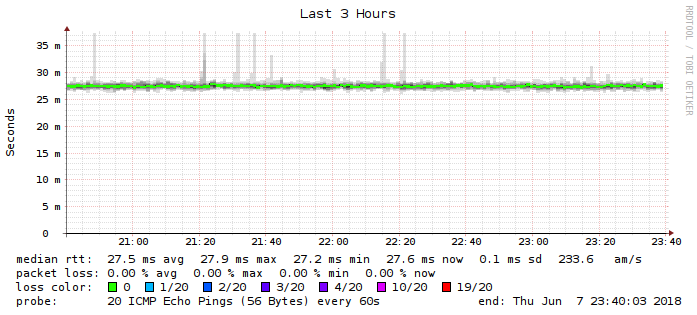 Last 3 Hours
RRDTOOL / TOBI OETIKER
Seconds
35 m
30 m
25 m
20 m
15 m
10 m
5 m
0
21:00 21:20 21:40 22:00 22:20 22:40 23:00 23:20 23:40
median rtt: 27.5 ms avg 27.9 ms max 27.2 ms min 27.6 ms now 0.1 ms sd 233.6 am/s
packet loss: 0.00 % avg 0.00 % max 0.00 % min 0.00 % now
loss color: 0 1/20 2/20 3/20 4/20 10/20 19/20
probe: 20 ICMP Echo Pings (56 Bytes) every 60s end: Thu Jun 7 23:40:03 2018